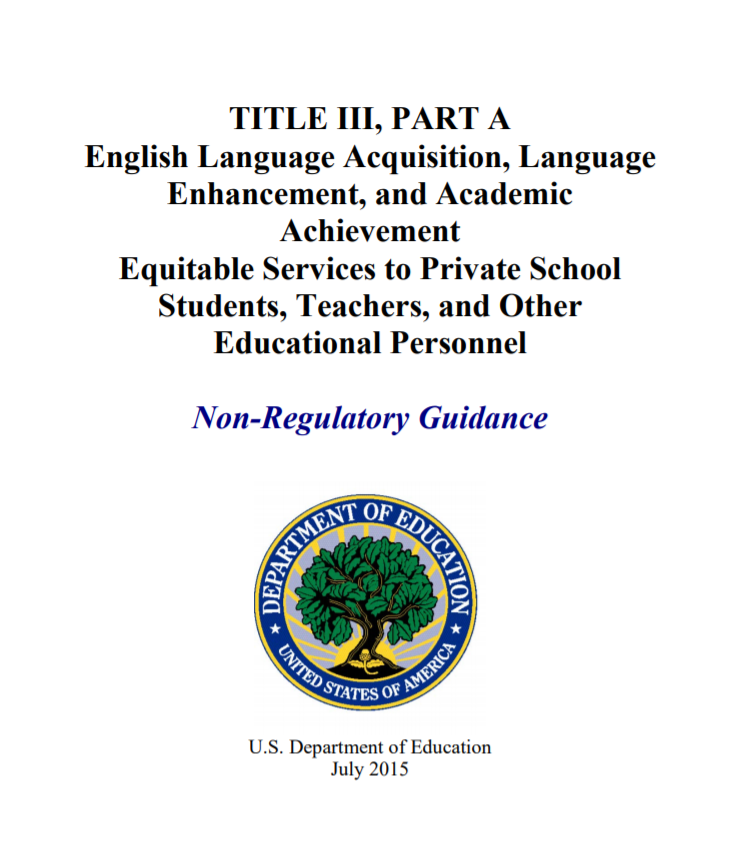 TITLE III, PART A
English Language Acquisition, Language
Enhancement, and Academic
Achievement
Equitable Services to Private School
Students, Teachers, and Other
Educational Personnel
Non-Regulatory Guidance
DEPARTMENT OF EDUCATION
UNITED STATES OF AMERICA
U.S. Department of Education
July 2015